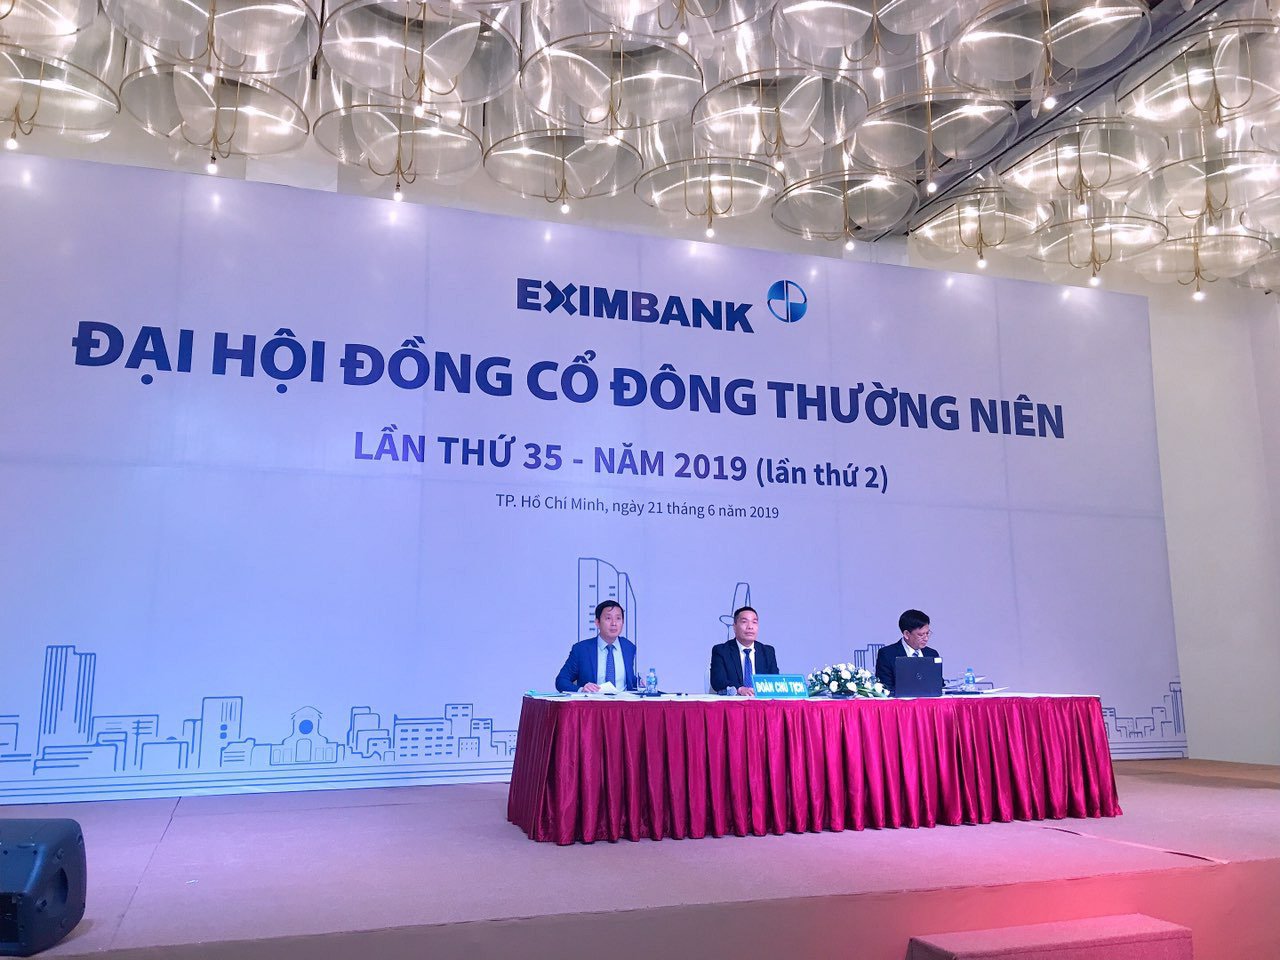 EXIMBANK
ĐẠI HỘI ĐỒNG CỔ ĐÔNG THƯỜNG NIÊN
LẦN THỨ 35 - NĂM 2019 (lần thứ 2)
TP. Hồ Chí Minh, ngày 21 tháng 6 năm 2019
ĐOÀN CHỦ TỊCH